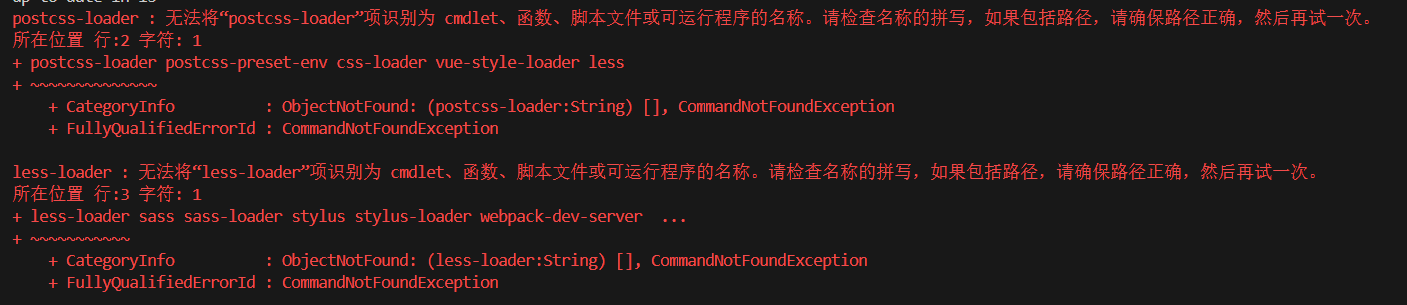 postcss-loader : 无法将“postcss-loader”项识别为 cmdlet、函数、脚本文件或可运行程序的名称。请检查名称的拼写，如果包括路径，请确保路径正确，然后再试一次。
所在位置 行:2 字符: 1
+ postcss-loader postcss-preset-env css-loader vue-style-loader less
+ ~~~~~~~~~~~~~~
    + CategoryInfo          : ObjectNotFound: (postcss-loader:String) [], CommandNotFoundException
    + FullyQualifiedErrorId : CommandNotFoundException
less-loader : 无法将“less-loader”项识别为 cmdlet、函数、脚本文件或可运行程序的名称。请检查名称的拼写，如果包括路径，请确保路径正确，然后再试一次。
所在位置 行:3 字符: 1
+ less-loader sass sass-loader stylus stylus-loader webpack-dev-server  ...
+ ~~~~~~~~~~~
    + CategoryInfo          : ObjectNotFound: (less-loader:String) [], CommandNotFoundException
    + FullyQualifiedErrorId : CommandNotFoundException